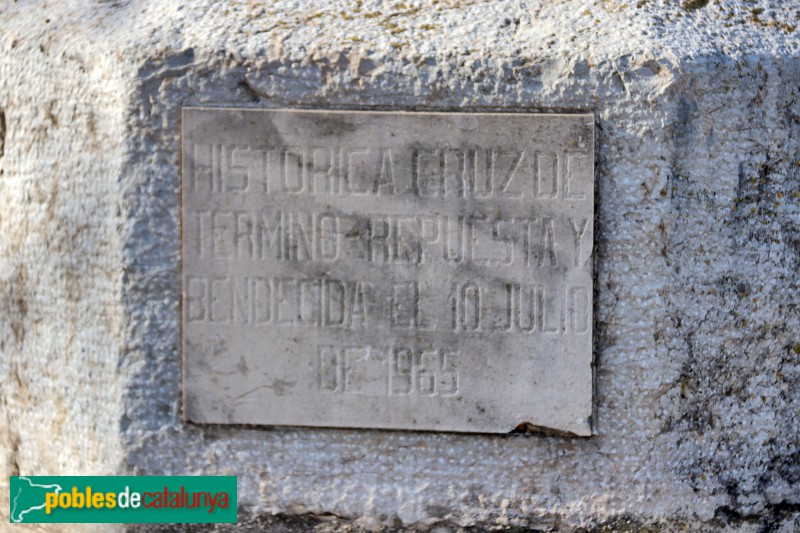 HISTORICA CRUZ DE
TERMINO REPUESTA Y
BENDECIDA EL 10 JULIO
DE 1965
poblesdecatalunya